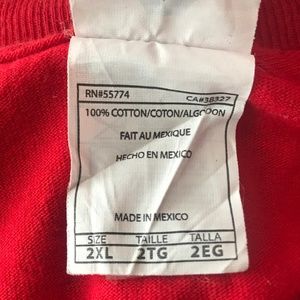 RN#55774 CA#38327
100% COTTON/COTON/ALGODON
FAIT AU MEXIQUE
HECHO EN MEXICO
MADE IN MEXICO
SIZE TAILLE TALLA
2XL 2TG 2EG